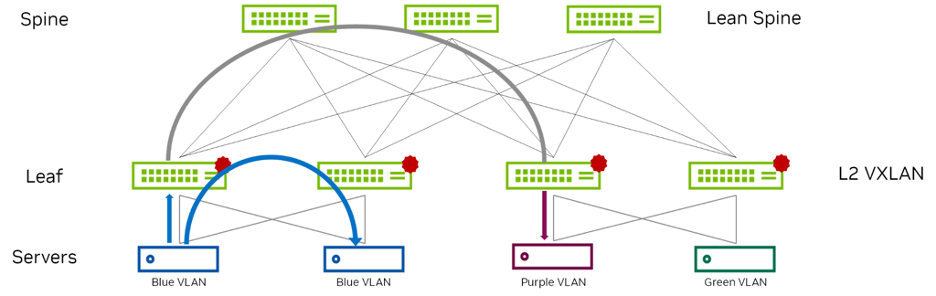 Spine
Lean Spine
Leaf
L2 VXLAN
Servers
Blue VLAN
Blue VLAN
Purple VLAN
Green VLAN